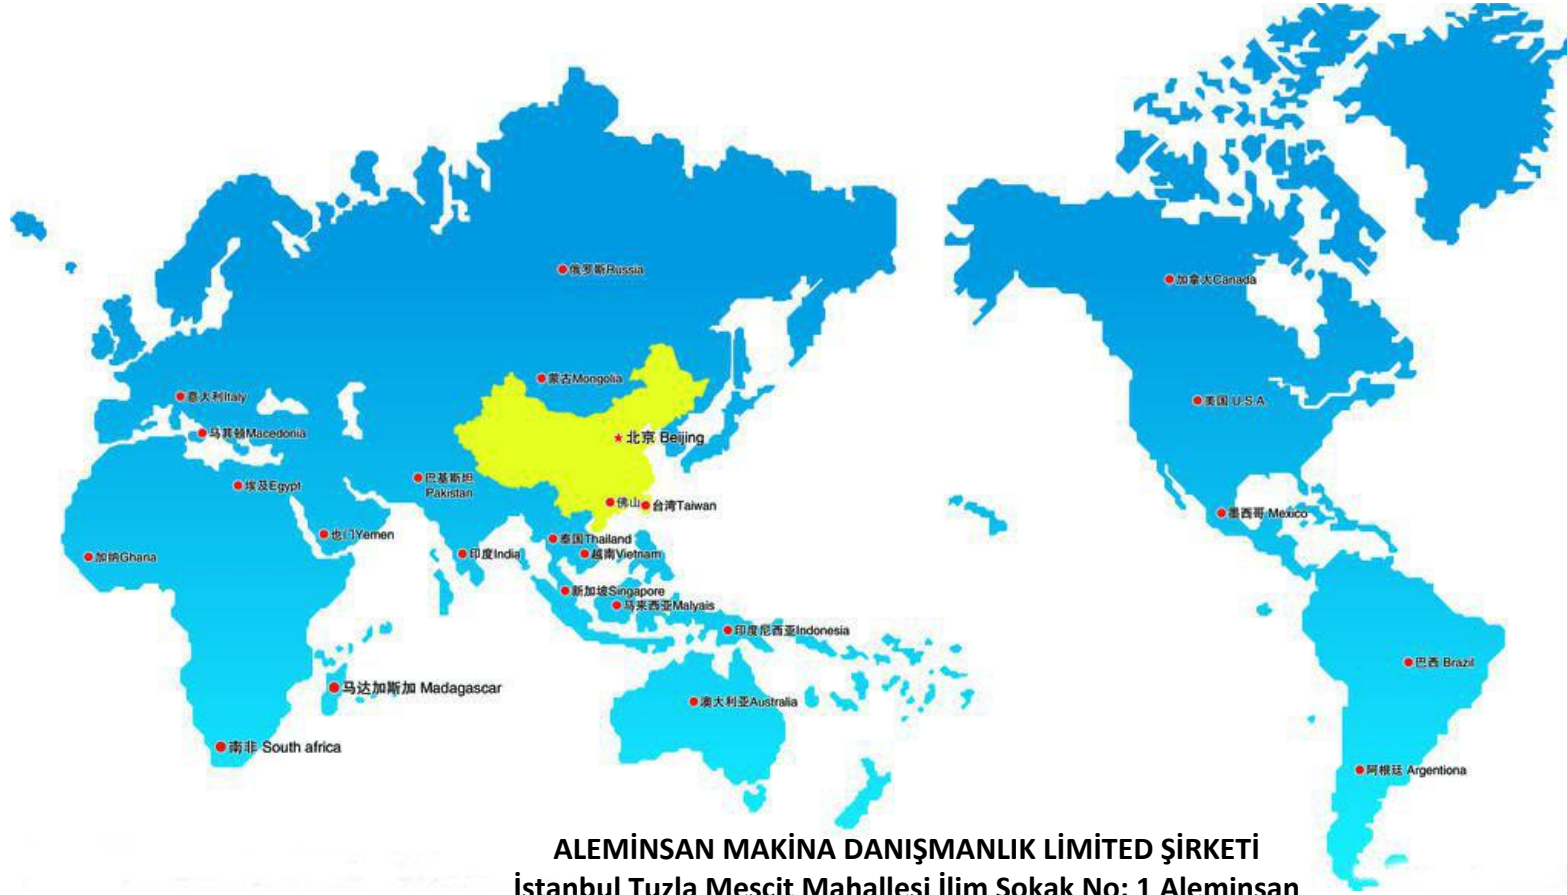 俄罗斯Russia
加拿大Canada
蒙古Mongolia
意大利Italy
美国 U.S.A
马其顿Macedonia
★北京 Beijing
巴基斯坦
Pakistan
埃及Egypt
佛山
台湾Taiwan
墨西哥 Mexico
也门Yemen
泰国Thailand
加纳Ghana
印度India
越南Vietnam
新加坡Singapore
马来西亚Malyais
印度尼西亚Indonesia
巴西 Brazil
马达加斯加 Madagascar
澳大利亚Australia
南非 South africa
阿根廷 Argentiona
ALEMİNSAN MAKİNA DANIŞMANLIK LİMİTED ŞİRKETİ
İstanbul Tuzla Mescit Mahallesi İlim Sokak No: 1 Aleminsan